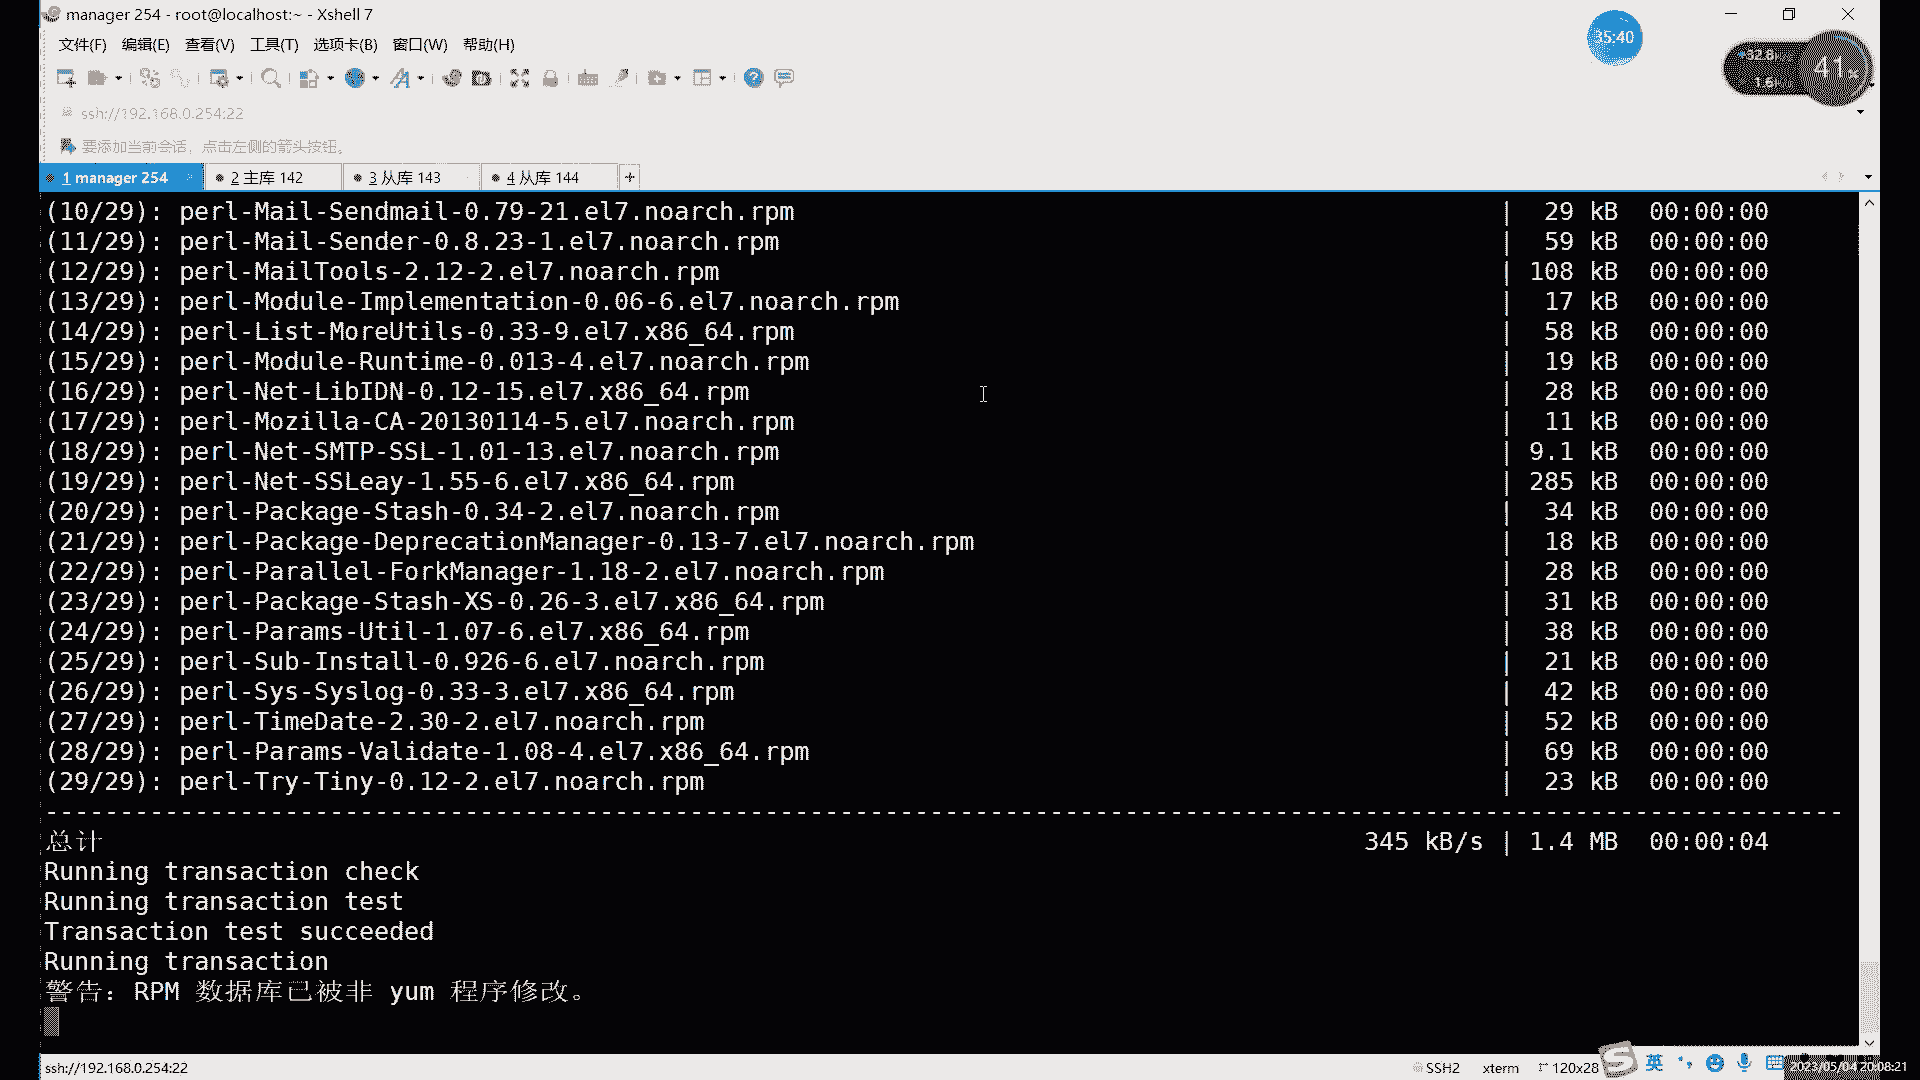 manager 254 - root@localhost:~ - Xshell 7
文件(F) 编辑(E) 查看(V) 工具(T) 选项卡(B) 窗口(W) 帮助(H)
35:40
41
ssh://192.168.0.254:22
要添加当前会话，点击左侧的箭头按钮。
1 manager 254 2 主库 142 3 从库 143 4 从库 144
(10/29): perl-Mail-Sendmail-0.79-21.el7.noarch.rpm | 29 kB 00:00:00
(11/29): perl-Mail-Sender-0.8.23-1.el7.noarch.rpm | 59 kB 00:00:00
(12/29): perl-MailTools-2.12-2.el7.noarch.rpm | 108 kB 00:00:00
(13/29): perl-Module-Implementation-0.06-6.el7.noarch.rpm | 17 kB 00:00:00
(14/29): perl-List-MoreUtils-0.33-9.el7.x86_64.rpm | 58 kB 00:00:00
(15/29): perl-Module-Runtime-0.013-4.el7.noarch.rpm | 19 kB 00:00:00
(16/29): perl-Net-LibIDN-0.12-15.el7.x86_64.rpm | 28 kB 00:00:00
(17/29): perl-Mozilla-CA-20130114-5.el7.noarch.rpm | 11 kB 00:00:00
(18/29): perl-Net-SMTP-SSL-1.01-13.el7.noarch.rpm | 9.1 kB 00:00:00
(19/29): perl-Net-SSLeay-1.55-6.el7.x86_64.rpm | 285 kB 00:00:00
(20/29): perl-Package-Stash-0.34-2.el7.noarch.rpm | 34 kB 00:00:00
(21/29): perl-Package-DeprecationManager-0.13-7.el7.noarch.rpm | 18 kB 00:00:00
(22/29): perl-Parallel-ForkManager-1.18-2.el7.noarch.rpm | 28 kB 00:00:00
(23/29): perl-Package-Stash-XS-0.26-3.el7.x86_64.rpm | 31 kB 00:00:00
(24/29): perl-Params-Util-1.07-6.el7.x86_64.rpm | 38 kB 00:00:00
(25/29): perl-Sub-Install-0.926-6.el7.noarch.rpm | 21 kB 00:00:00
(26/29): perl-Sys-Syslog-0.33-3.el7.x86_64.rpm | 42 kB 00:00:00
(27/29): perl-TimeDate-2.30-2.el7.noarch.rpm | 52 kB 00:00:00
(28/29): perl-Params-Validate-1.08-4.el7.x86_64.rpm | 69 kB 00:00:00
(29/29): perl-Try-Tiny-0.12-2.el7.noarch.rpm | 23 kB 00:00:00
--------------------------------------------------------------------------------
总计 345 kB/s | 1.4 MB 00:00:04
Running transaction check
Running transaction test
Transaction test succeeded
Running transaction
警告：RPM 数据库已被非 yum 程序修改。
ssh://192.168.0.254:22 SSH2 xterm 120x28 英 2023/05/04 20:08:21